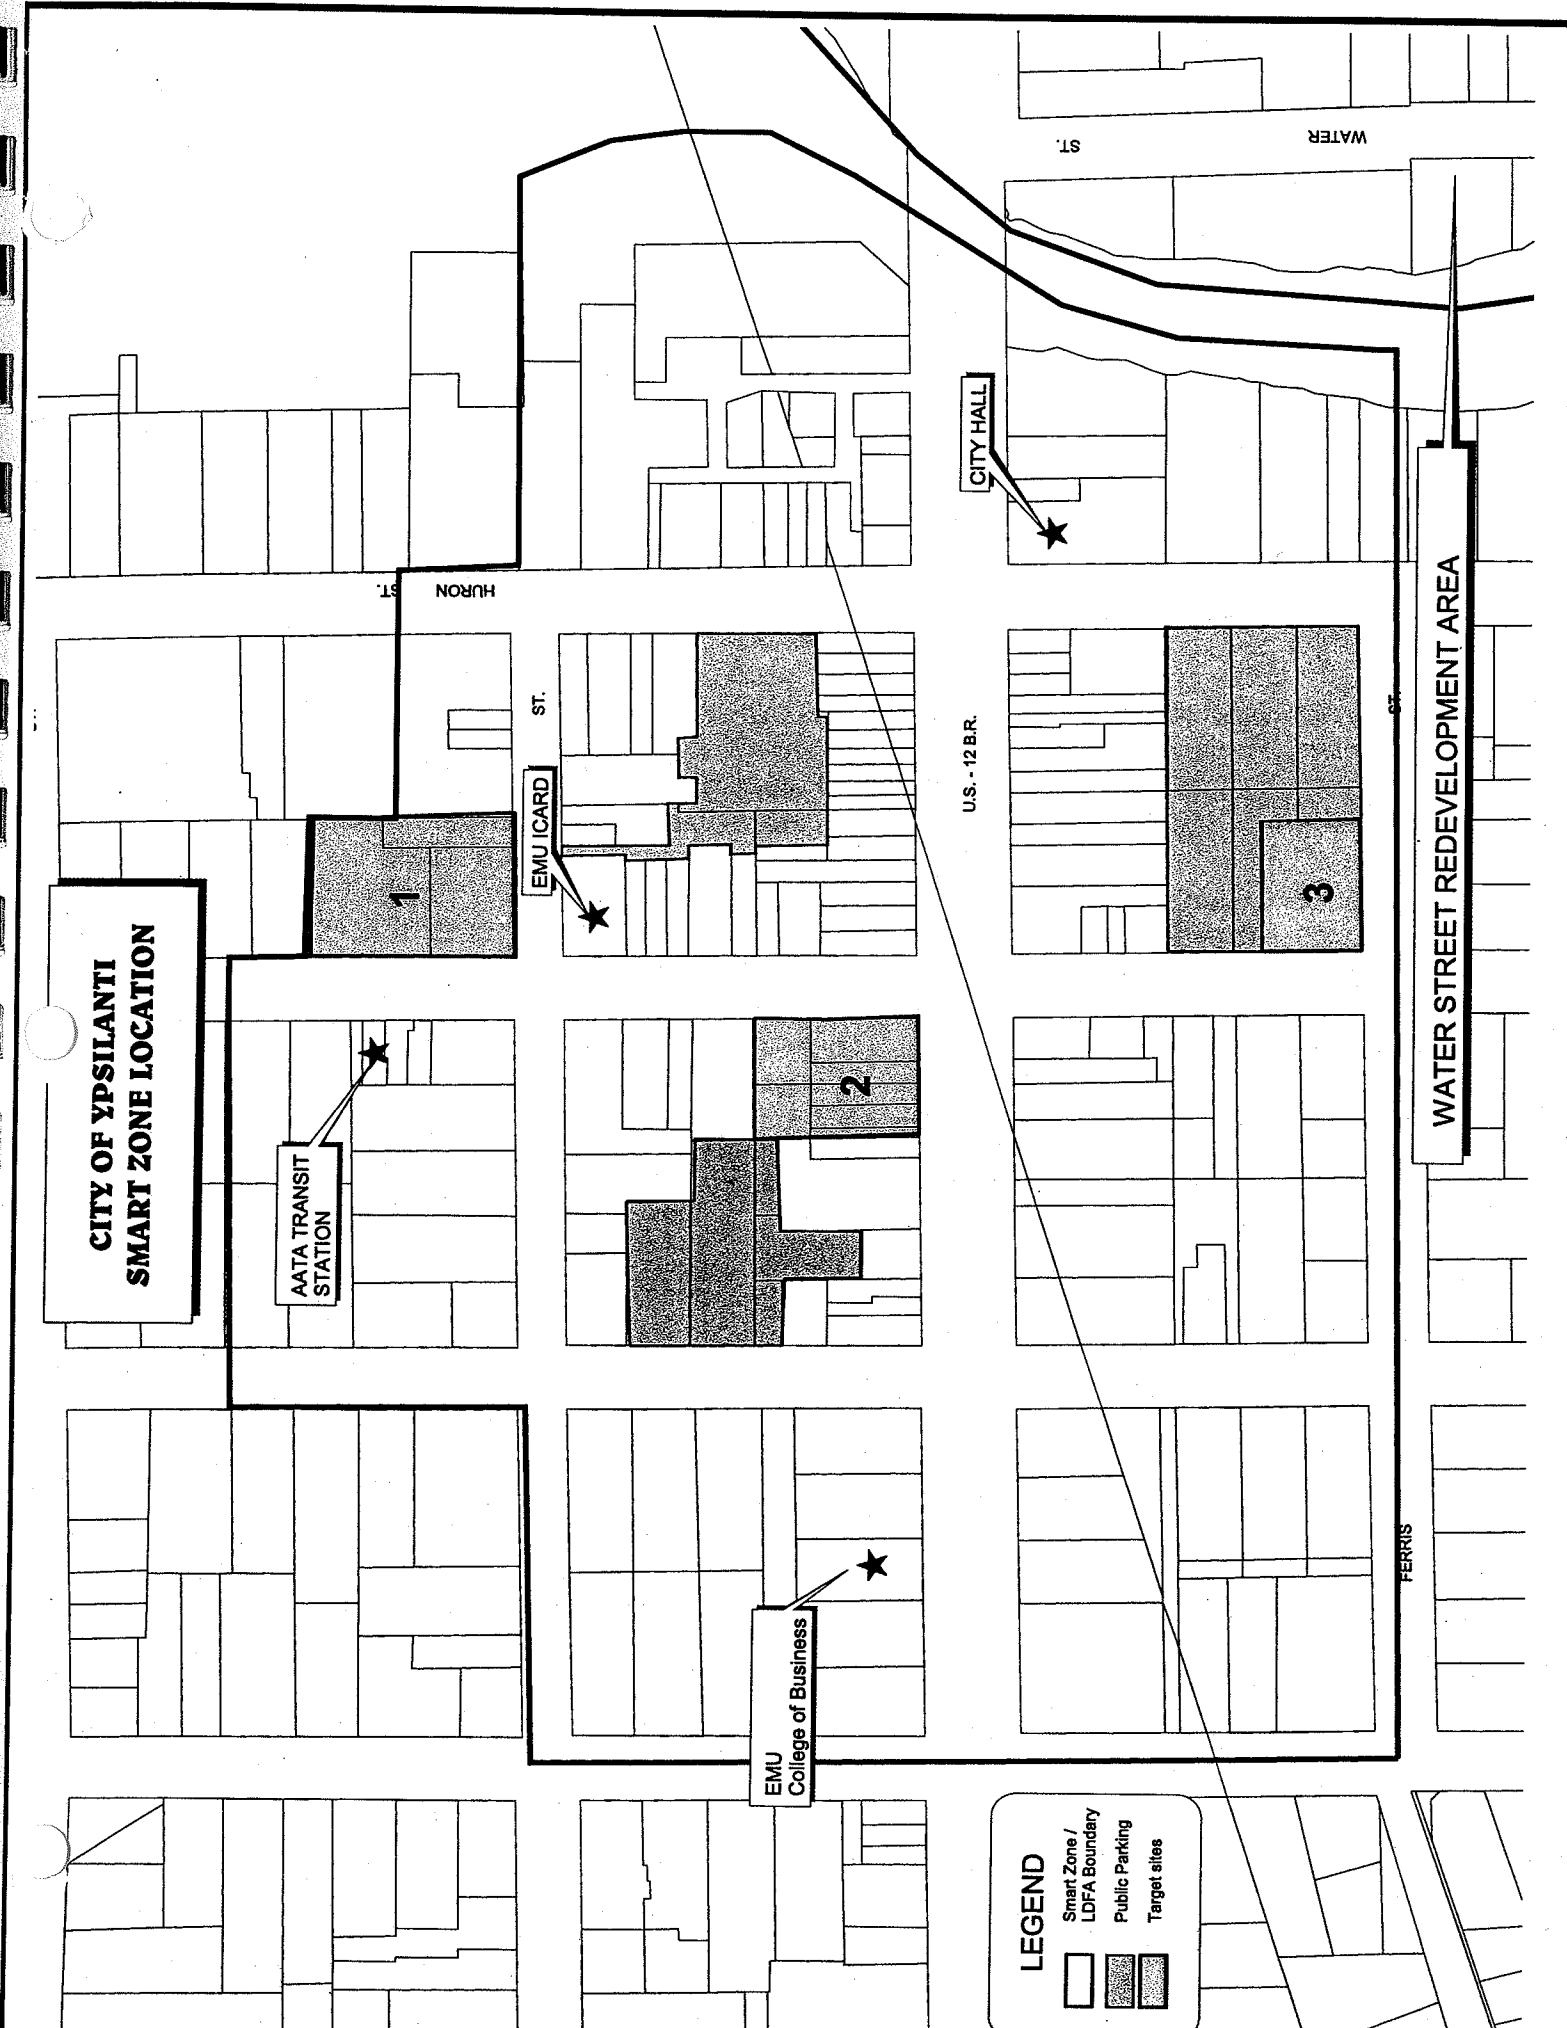 CITY OF YPSILANTI
SMART ZONE LOCATION
AATA TRANSIT
STATION
1
EMU ICARD
ST.
HURON
ST.
2
EMU
College of Business
U.S. - 12 B.R.
CITY HALL
3
WATER
ST.
FERRIS
ST.
WATER STREET REDEVELOPMENT AREA
LEGEND
Smart Zone /
LDFA Boundary
Public Parking
Target sites